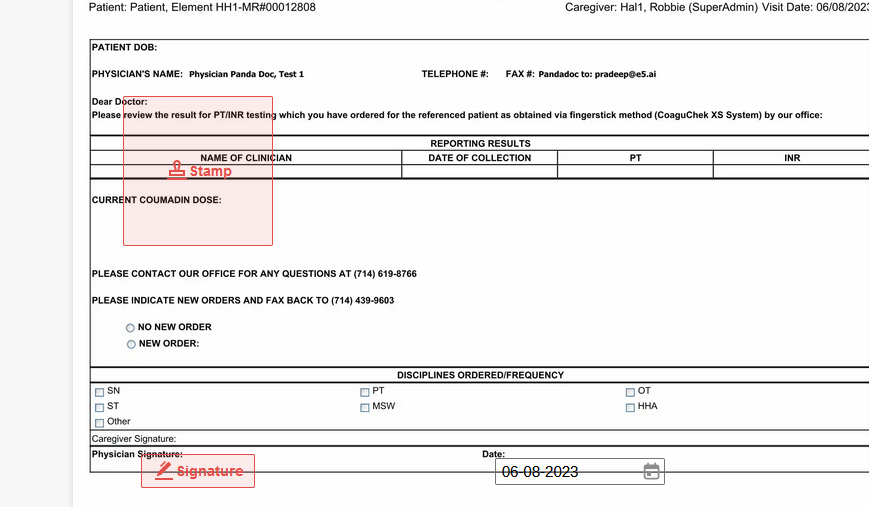 Patient: Patient, Element HH1-MR#00012808 Caregiver: Hal1, Robbie (SuperAdmin) Visit Date: 06/08/2023
PATIENT DOB:
PHYSICIAN'S NAME: Physician Panda Doc, Test 1 TELEPHONE #: FAX #: Pandadoc to: pradeep@e5.ai
Dear Doctor:
Please review the result for PT/INR testing which you have ordered for the referenced patient as obtained via fingerstick method (CoaguChek XS System) by our office:
REPORTING RESULTS
NAME OF CLINICIAN DATE OF COLLECTION PT INR
Stamp
CURRENT COUMADIN DOSE:
PLEASE CONTACT OUR OFFICE FOR ANY QUESTIONS AT (714) 619-8766
PLEASE INDICATE NEW ORDERS AND FAX BACK TO (714) 439-9603
NO NEW ORDER
NEW ORDER:
DISCIPLINES ORDERED/FREQUENCY
SN PT OT
ST MSW HHA
Other
Caregiver Signature:
Physician Signature: Date:
Signature 06-08-2023